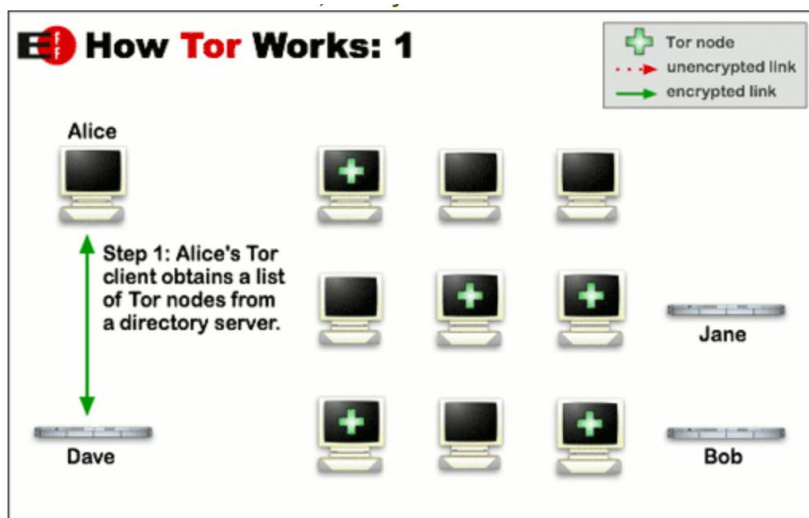 EFF How Tor Works: 1
Tor node
unencrypted link
encrypted link
Alice
Step 1: Alice's Tor
client obtains a list
of Tor nodes from
a directory server.
Jane
Dave
Bob